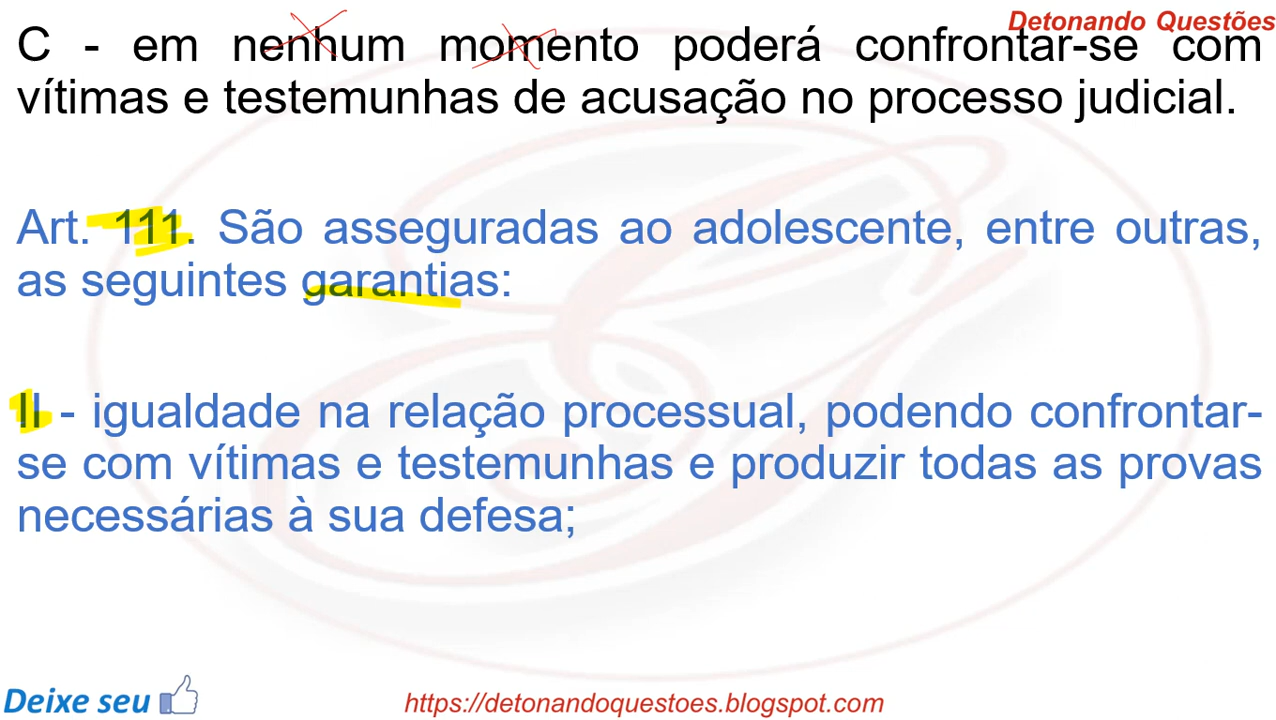 Detonando Questões
C - em nenhum momento poderá confrontar-se com
vítimas e testemunhas de acusação no processo judicial.
Art. 111. São asseguradas ao adolescente, entre outras,
as seguintes garantias:
II - igualdade na relação processual, podendo confrontar-
se com vítimas e testemunhas e produzir todas as provas
necessárias à sua defesa;
Deixe seu
https://detonandoquestoes.blogspot.com